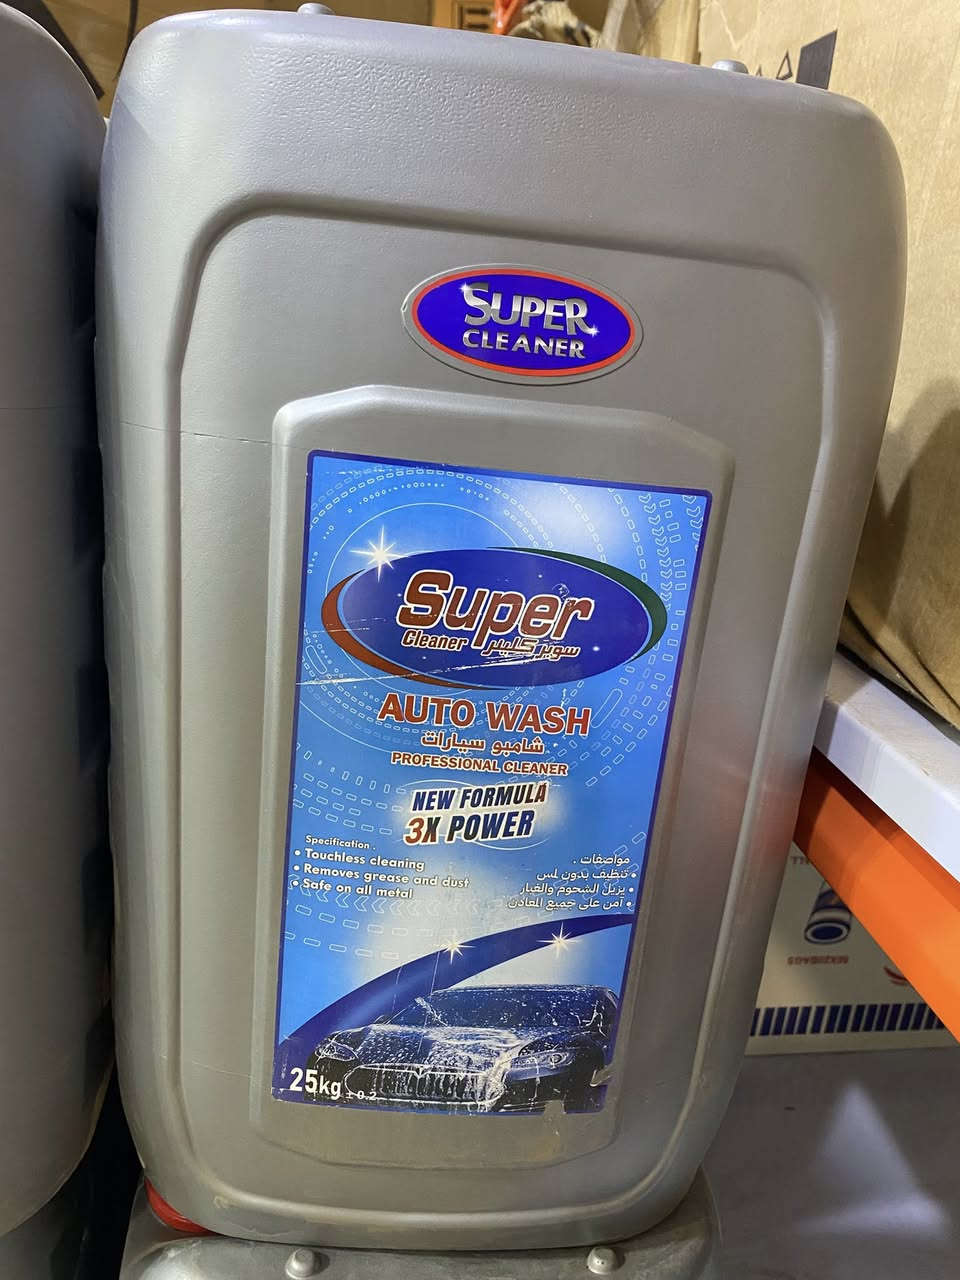 SUPER
CLEANER
Super
Cleaner سوبر كلينر
AUTO WASH
شامبو سيارات
PROFESSIONAL CLEANER
NEW FORMULA
3X POWER
Specification .
• Touchless cleaning
• Removes grease and dust
• Safe on all metal
مواصفات .
• تنظيف بدون لمس
• يزيل الشحوم والغبار
• آمن على جميع المعادن
25kg ± 0.2